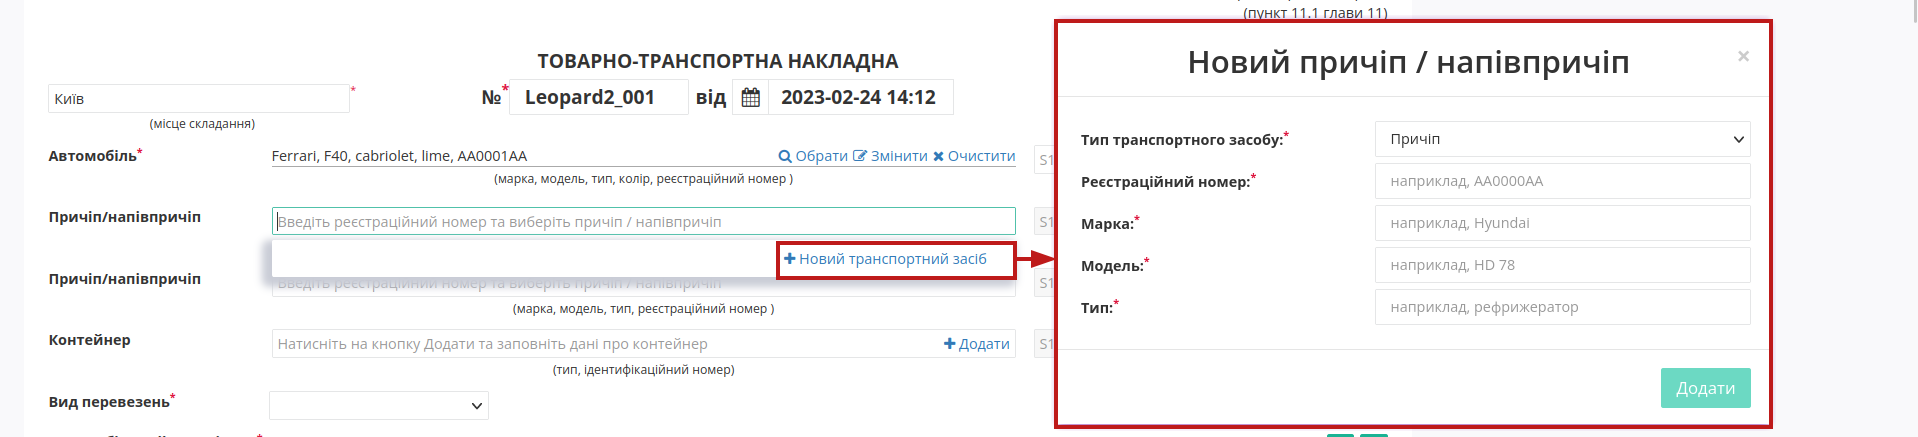 (пункт 11.1 глави 11)
ТОВАРНО-ТРАНСПОРТНА НАКЛАДНА
Київ *
№* Leopard2_001 від 2023-02-24 14:12
(місце складання)
Автомобіль* Ferrari, F40, cabriolet, lime, AA0001AA Обрати Змінити Очистити S1
(марка, модель, тип, колір, реєстраційний номер )
Причіп/напівпричіп Введіть реєстраційний номер та виберіть причіп / напівпричіп S1
+ Новий транспортний засіб
Причіп/напівпричіп Введіть реєстраційний номер та виберіть причіп / напівпричіп S1
(марка, модель, тип, реєстраційний номер )
Контейнер Натисніть на кнопку Додати та заповніть дані про контейнер + Додати S1
(тип, ідентифікаційний номер)
Вид перевезень*
Новий причіп / напівпричіп ×
Тип транспортного засобу:* Причіп
Реєстраційний номер:* наприклад, AA0000AA
Марка:* наприклад, Hyundai
Модель:* наприклад, HD 78
Тип:* наприклад, рефрижератор
Додати